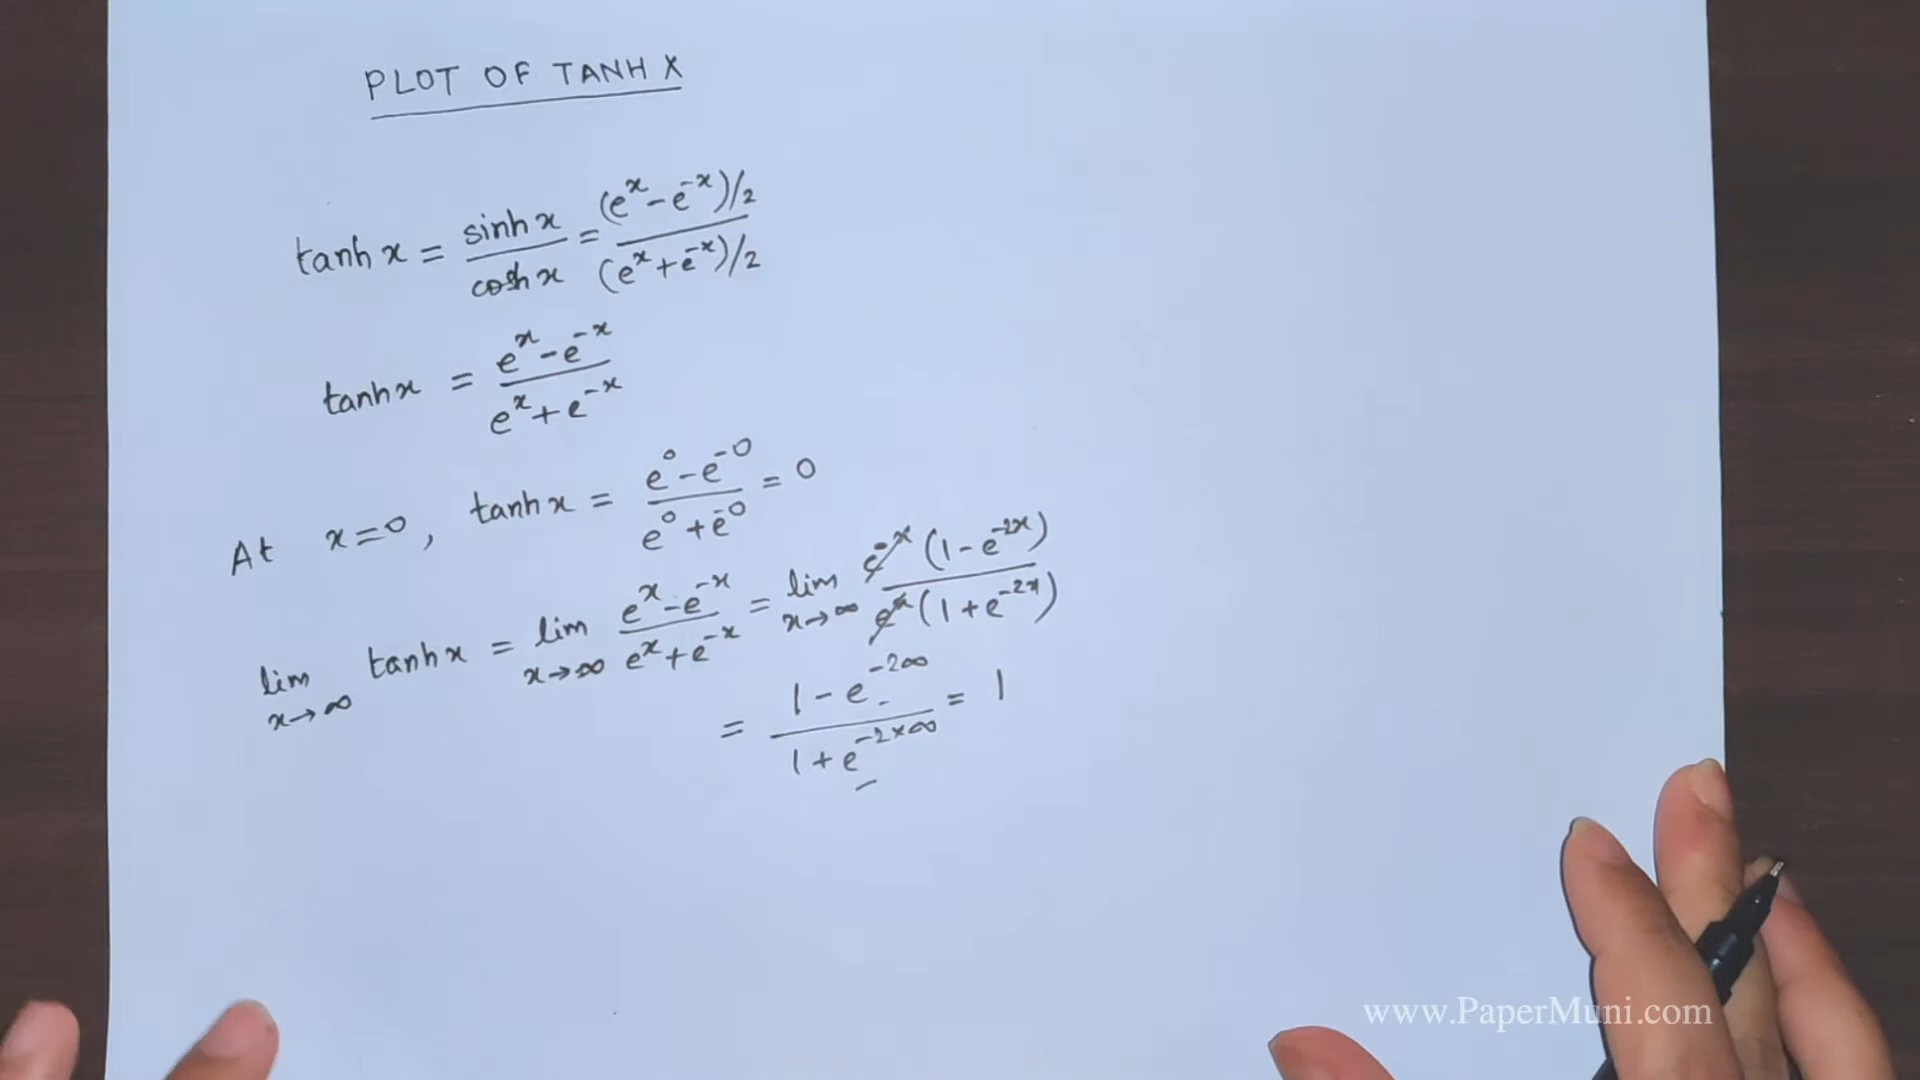 PLOT OF TANH X
tanh x = sinh x / cosh x = (e^x - e^-x)/2 / (e^x + e^-x)/2
tanh x = e^x - e^-x / e^x + e^-x
At x=0, tanh x = e^0 - e^-0 / e^0 + e^-0 = 0
lim x→∞ tanh x = lim x→∞ e^x - e^-x / e^x + e^-x = lim x→∞ e^x (1 - e^-2x) / e^x (1 + e^-2x)
= 1 - e^-2∞ / 1 + e^-2×∞ = 1
www.PaperMuni.com